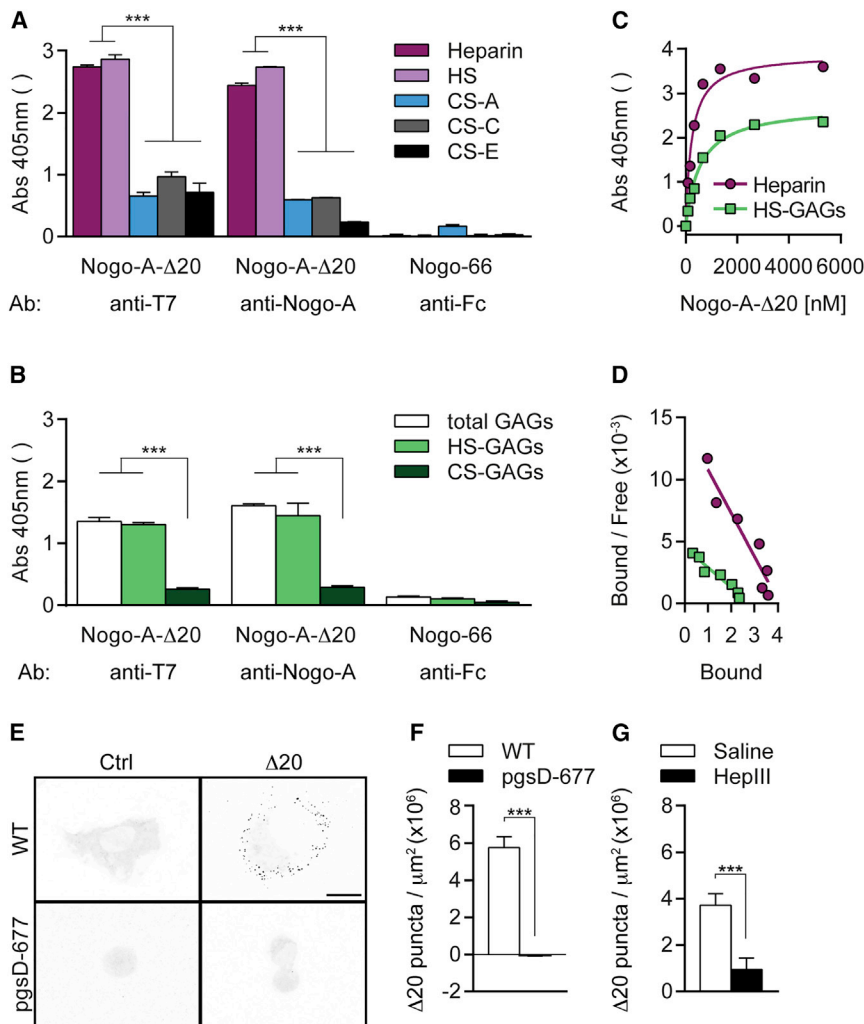 A
***
***
3
2
1
0
Abs 405nm ( )
Heparin
HS
CS-A
CS-C
CS-E
Nogo-A-Δ20
Nogo-A-Δ20
Nogo-66
Ab:
anti-T7
anti-Nogo-A
anti-Fc
C
4
3
2
1
0
Abs 405nm ( )
Heparin
HS-GAGs
0
2000
4000
6000
Nogo-A-Δ20 [nM]
B
3
2
1
0
Abs 405nm ( )
***
***
total GAGs
HS-GAGs
CS-GAGs
Nogo-A-Δ20
Nogo-A-Δ20
Nogo-66
Ab:
anti-T7
anti-Nogo-A
anti-Fc
D
15
10
5
0
Bound / Free (x10-3)
0 1 2 3 4
Bound
E
Ctrl
Δ20
WT
pgsD-677
F
WT
pgsD-677
8
6
4
2
0
-2
Δ20 puncta / μm2 (x106)
***
G
Saline
HepIII
8
6
4
2
0
Δ20 puncta / μm2 (x106)
***